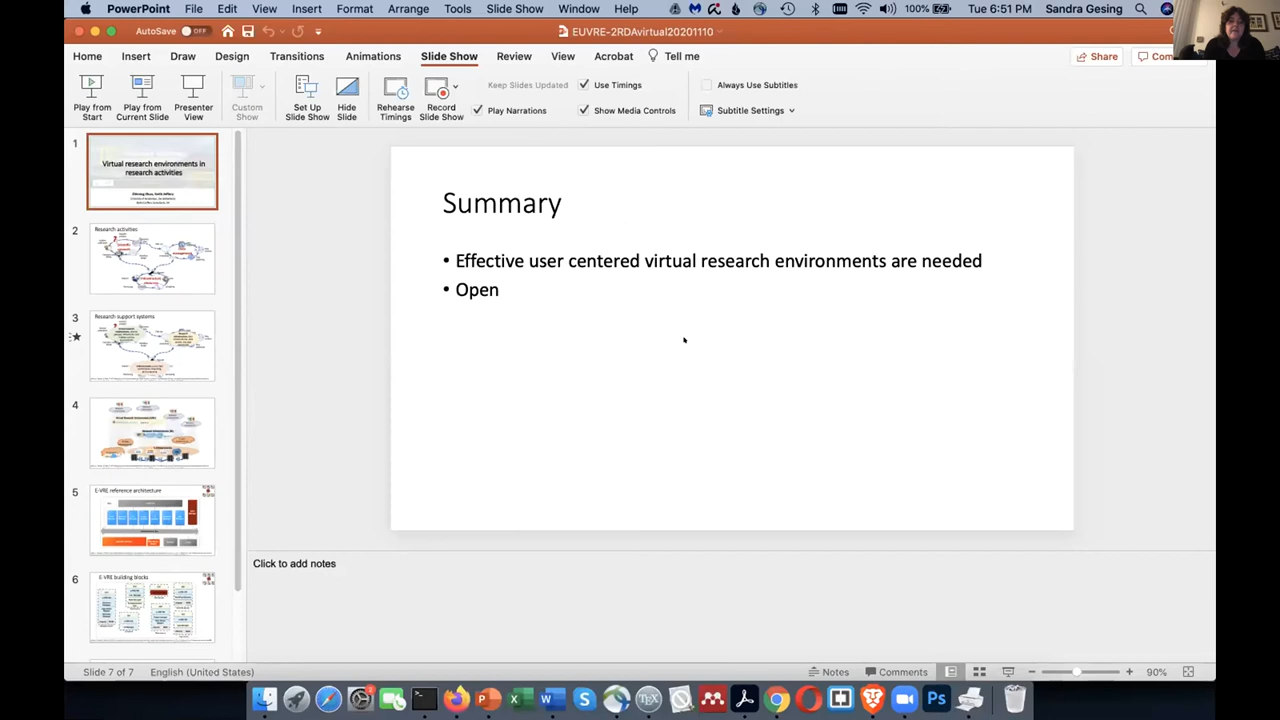 PowerPoint File Edit View Insert Format Arrange Tools Slide Show Window Help 100% Tue 6:51 PM Sandra Gesing
AutoSave OFF EUVRE-2RDAvirtual20201110
Home Insert Draw Design Transitions Animations Slide Show Review View Acrobat Tell me Share
Play from Start
Play from Current Slide
Presenter View
Custom Show
Set Up Slide Show
Hide Slide
Rehearse Timings
Record Slide Show
Keep Slides Updated
Use Timings
Play Narrations
Show Media Controls
Always Use Subtitles
Subtitle Settings
1
Virtual research environments in
research activities
2
Research activities
3
Research support systems
4
5
E-VRE reference architecture
6
E-VRE building blocks
Summary
• Effective user centered virtual research environments are needed
• Open
Click to add notes
Slide 7 of 7 English (United States) Notes Comments 90%